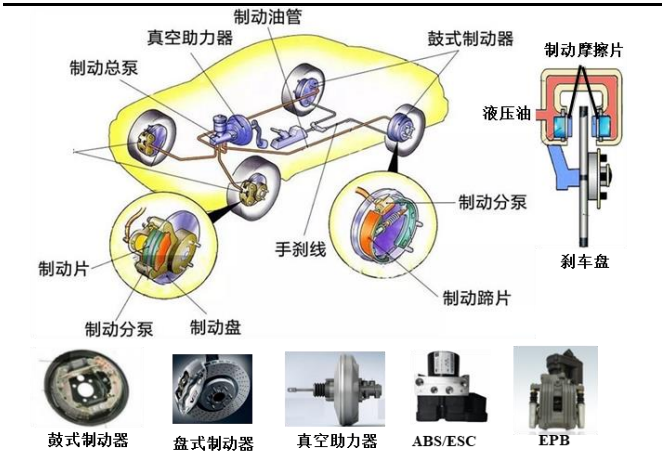 制动油管
真空助力器
鼓式制动器
制动总泵
制动摩擦片
液压油
制动分泵
手刹线
制动片
制动蹄片
刹车盘
制动分泵
制动盘
鼓式制动器
盘式制动器
真空助力器
ABS/ESC
EPB